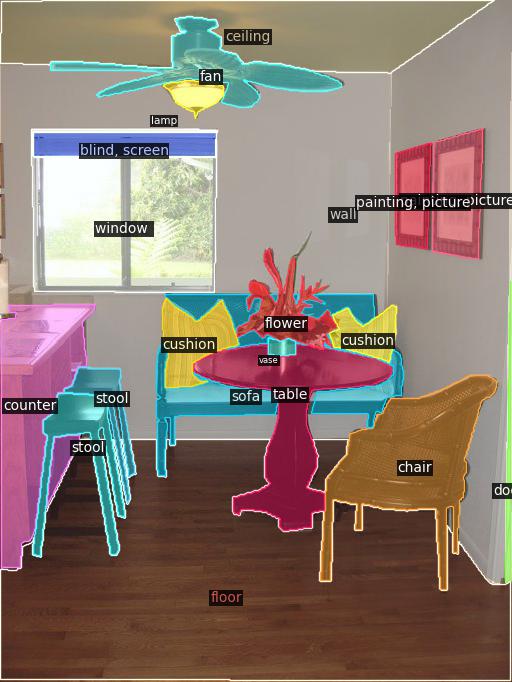 ceiling
fan
lamp
blind, screen
painting, picture
picture
wall
window
flower
cushion
cushion
vase
sofa
table
counter
stool
stool
chair
doo
floor